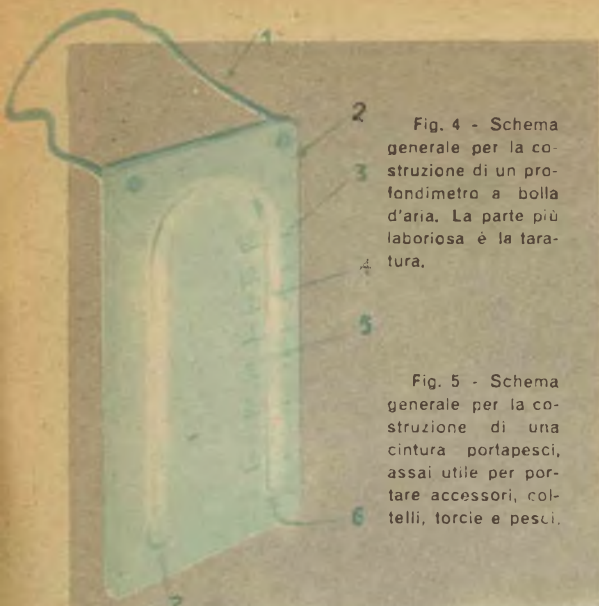 1
2
3
4
5
6
7
Fig. 4 - Schema
generale per la co-
struzione di un pro-
fondimetro a bolla
d'aria. La parte più
laboriosa è la tara-
tura.
Fig. 5 - Schema
generale per la co-
struzione di una
cintura portapesci,
assai utile per por-
tare accessori, col-
telli, torcie e pesci.